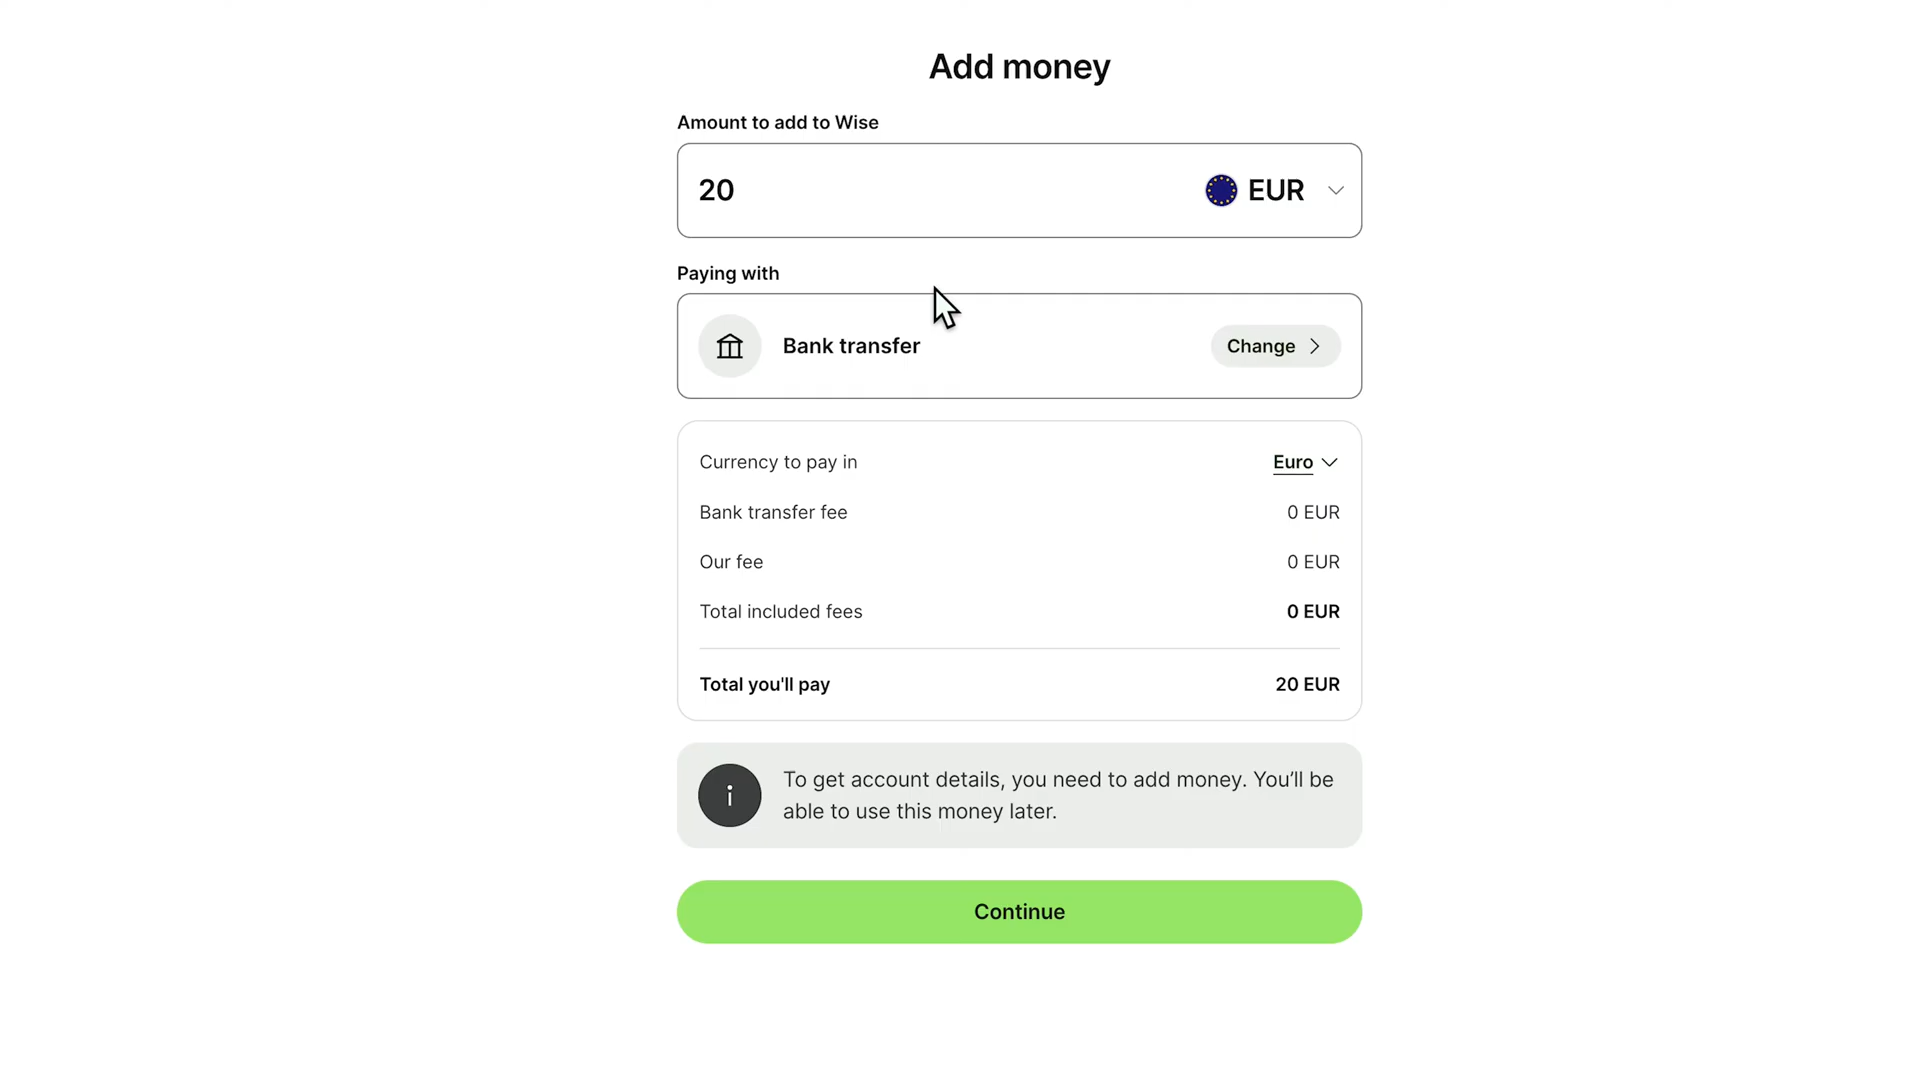 Add money
Amount to add to Wise
20 EUR
Paying with
Bank transfer Change
Currency to pay in Euro
Bank transfer fee 0 EUR
Our fee 0 EUR
Total included fees 0 EUR
Total you'll pay 20 EUR
i
To get account details, you need to add money. You’ll be
able to use this money later.
Continue